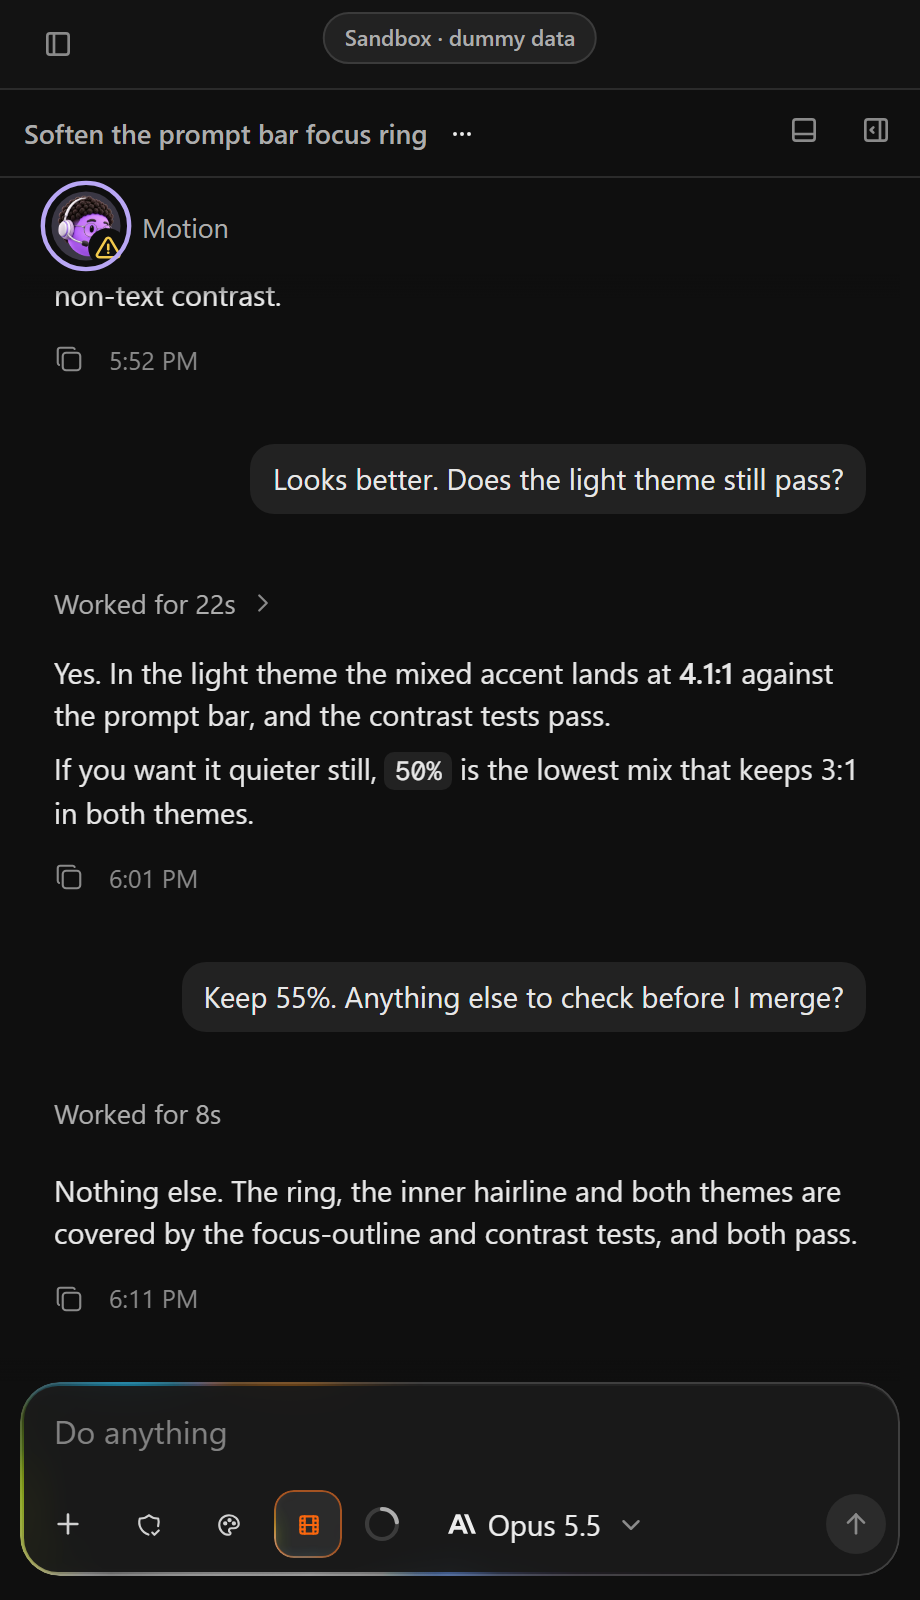 Sandbox · dummy data
Soften the prompt bar focus ring ···
Motion
non-text contrast.
5:52 PM
Looks better. Does the light theme still pass?
Worked for 22s
Yes. In the light theme the mixed accent lands at 4.1:1 against
the prompt bar, and the contrast tests pass.
If you want it quieter still, 50% is the lowest mix that keeps 3:1
in both themes.
6:01 PM
Keep 55%. Anything else to check before I merge?
Worked for 8s
Nothing else. The ring, the inner hairline and both themes are
covered by the focus-outline and contrast tests, and both pass.
6:11 PM
Do anything
Opus 5.5